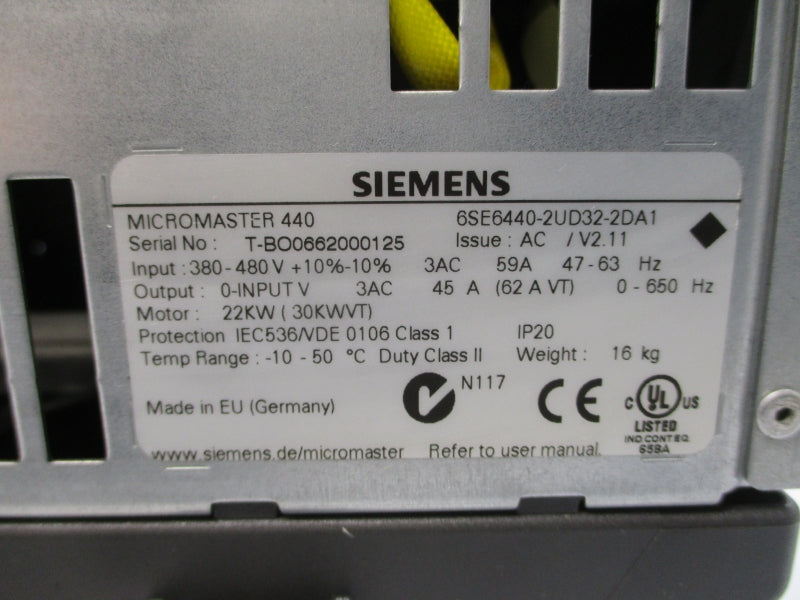 SIEMENS
MICROMASTER 440 6SE6440-2UD32-2DA1
Serial No : T-BO0662000125 Issue : AC / V2.11
Input : 380 - 480 V +10% -10% 3AC 59A 47 - 63 Hz
Output : 0-INPUT V 3AC 45 A (62 A VT) 0 - 650 Hz
Motor : 22KW ( 30KWVT)
Protection IEC536/VDE 0106 Class 1 IP20
Temp Range : -10 - 50 °C Duty Class II Weight : 16 kg
N117
Made in EU (Germany) CE C UL US
LISTED
IND.CONT.EQ.
65BA
www.siemens.de/micromaster Refer to user manual.